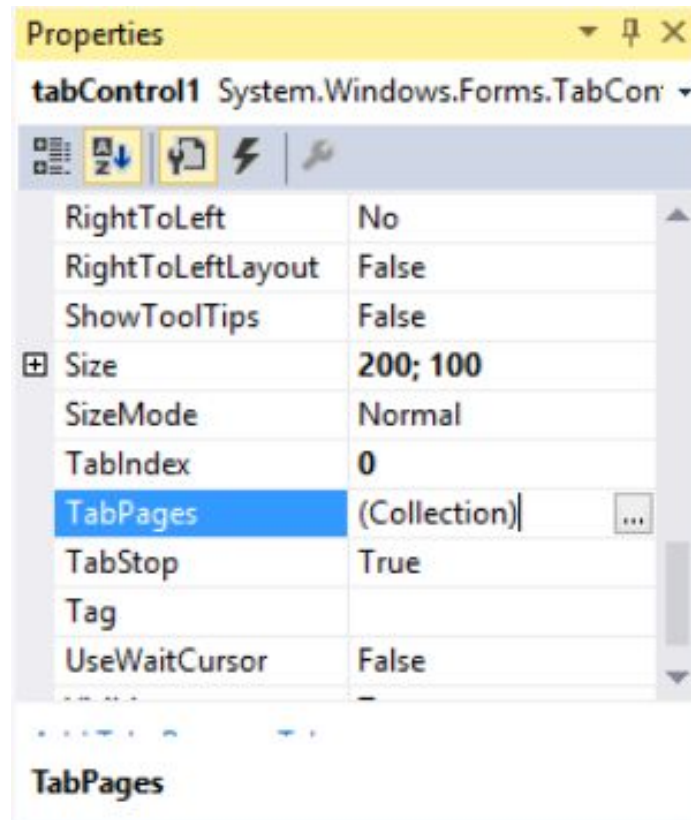 Properties
tabControl1 System.Windows.Forms.TabCon
RightToLeft No
RightToLeftLayout False
ShowToolTips False
Size 200; 100
SizeMode Normal
TabIndex 0
TabPages (Collection) ...
TabStop True
Tag
UseWaitCursor False
TabPages